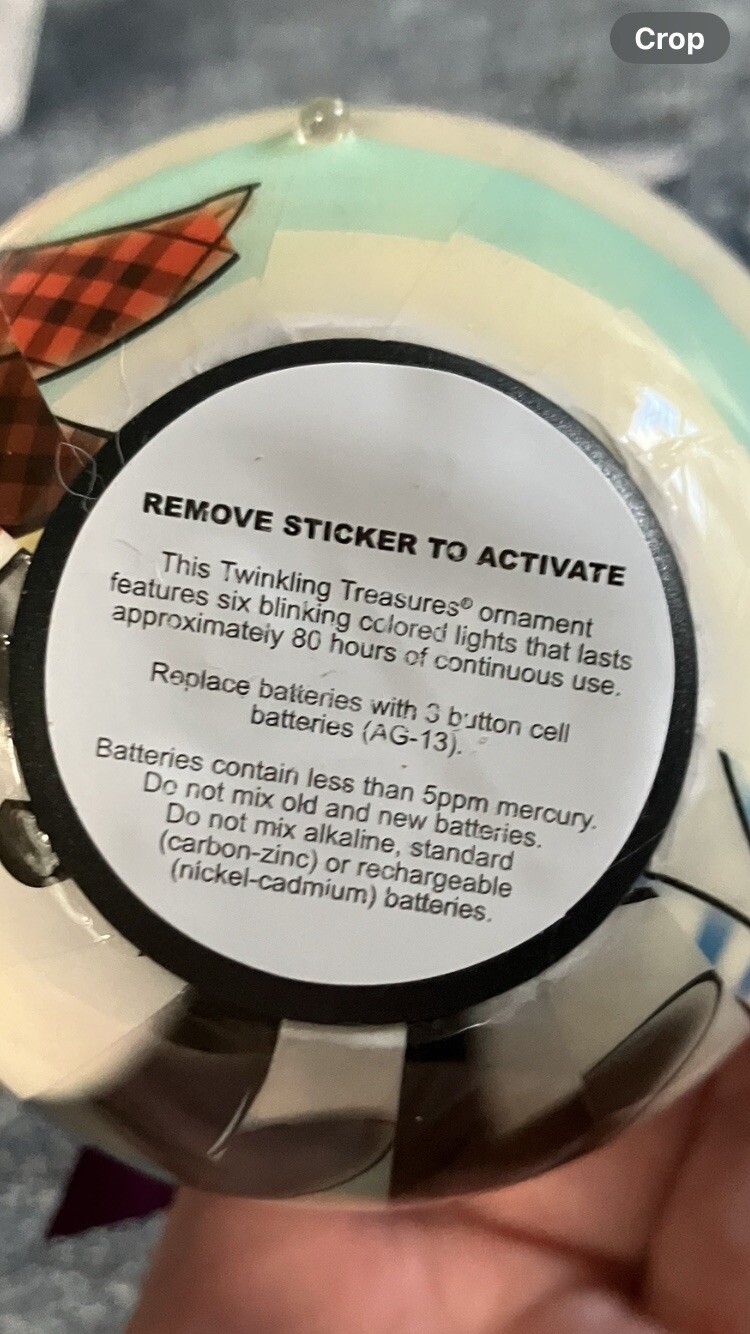 Crop
REMOVE STICKER TO ACTIVATE
This Twinkling Treasures® ornament
features six blinking colored lights that lasts
approximately 80 hours of continuous use.
Replace batteries with 3 button cell
batteries (AG-13).
Batteries contain less than 5ppm mercury.
Do not mix old and new batteries.
Do not mix alkaline, standard
(carbon-zinc) or rechargeable
(nickel-cadmium) batteries.